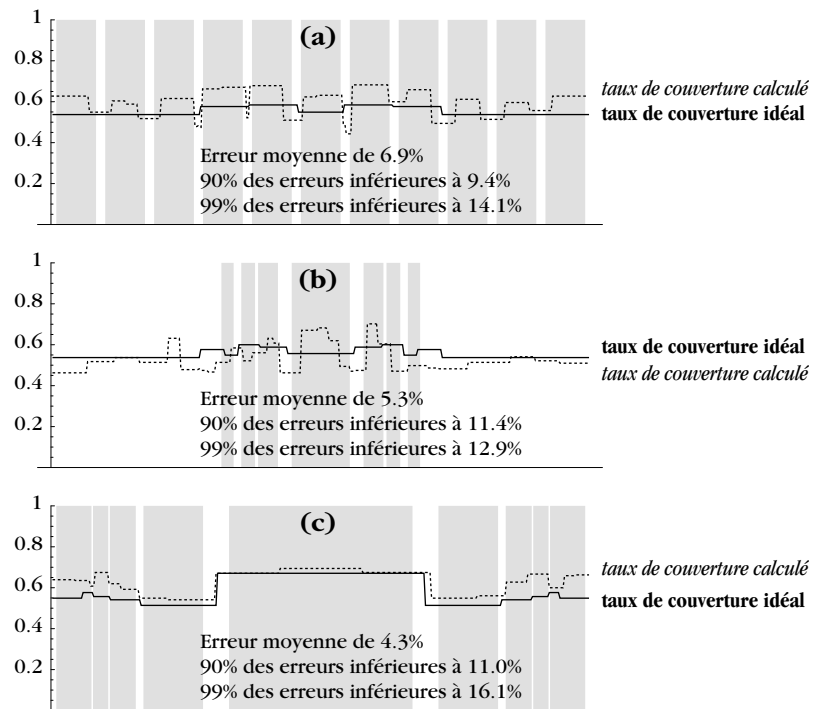 1
(a)
0.8
0.6
taux de couverture calculé
taux de couverture idéal
0.4
Erreur moyenne de 6.9%
0.2
90% des erreurs inférieures à 9.4%
99% des erreurs inférieures à 14.1%
1
(b)
0.8
0.6
taux de couverture idéal
taux de couverture calculé
0.4
Erreur moyenne de 5.3%
0.2
90% des erreurs inférieures à 11.4%
99% des erreurs inférieures à 12.9%
1
(c)
0.8
0.6
taux de couverture calculé
taux de couverture idéal
0.4
Erreur moyenne de 4.3%
0.2
90% des erreurs inférieures à 11.0%
99% des erreurs inférieures à 16.1%